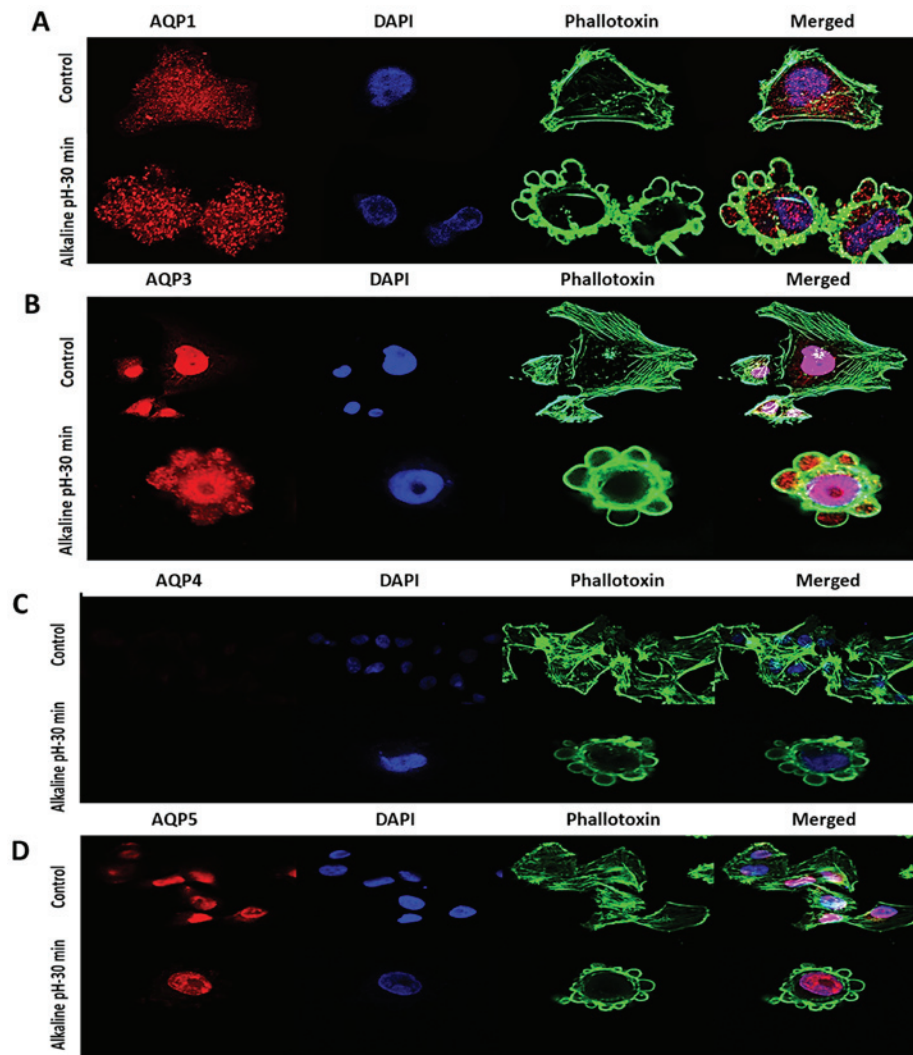 A
AQP1 DAPI Phallotoxin Merged
Control
Alkaline pH-30 min
B
AQP3 DAPI Phallotoxin Merged
Control
Alkaline pH-30 min
C
AQP4 DAPI Phallotoxin Merged
Control
Alkaline pH-30 min
D
AQP5 DAPI Phallotoxin Merged
Control
Alkaline pH-30 min